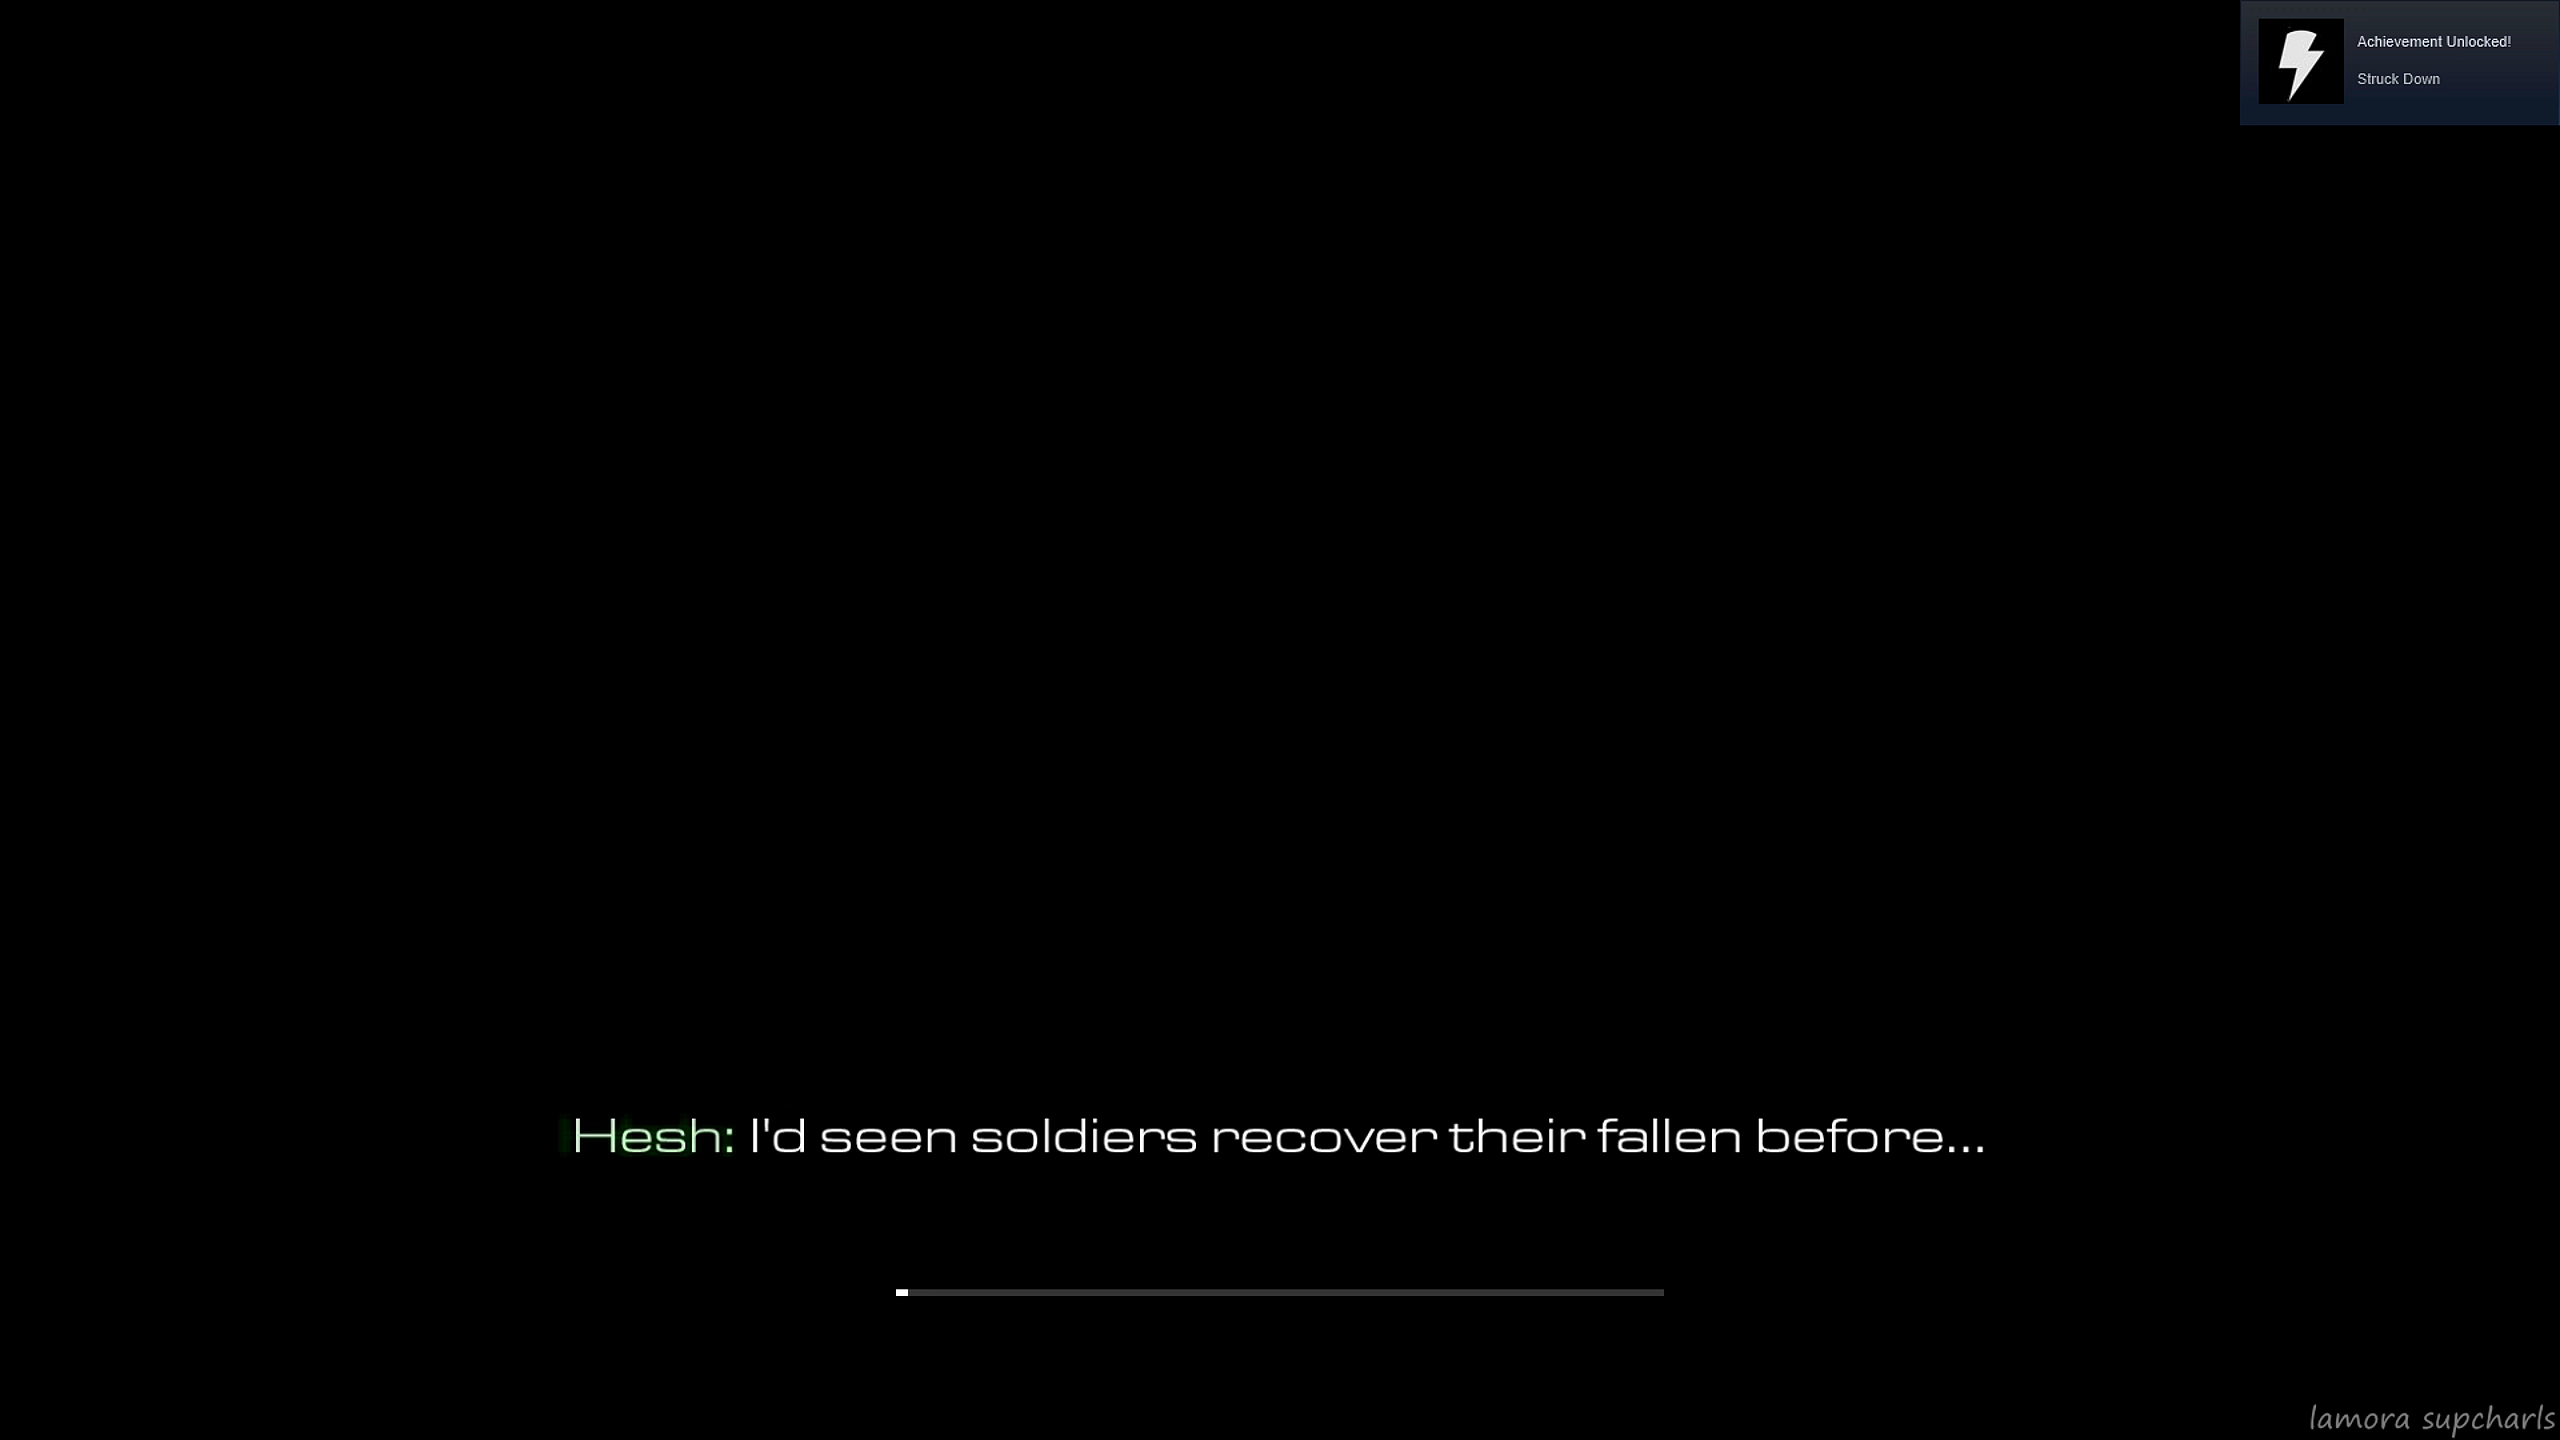 Achievement Unlocked!
Struck Down
Hesh: I'd seen soldiers recover their fallen before...
lamora supcharls